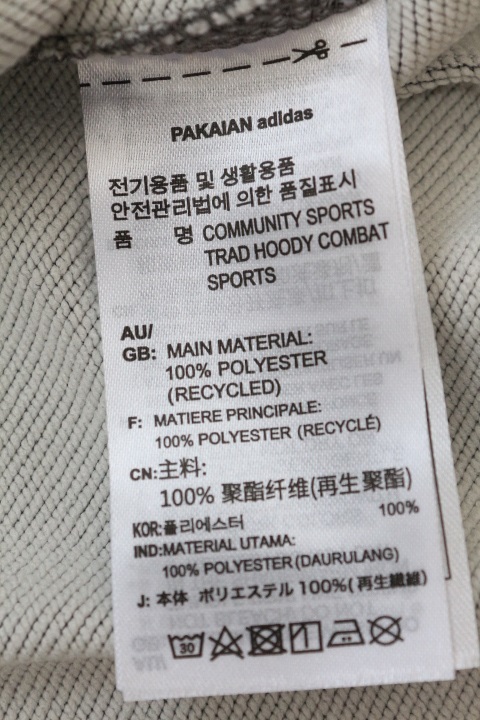 PAKAIAN adidas
전기용품 및 생활용품
안전관리법에 의한 품질표시
품 명 COMMUNITY SPORTS
TRAD HOODY COMBAT
SPORTS
AU/
GB: MAIN MATERIAL:
100% POLYESTER
(RECYCLED)
F: MATIERE PRINCIPALE:
100% POLYESTER (RECYCLÉ)
CN:主料:
100% 聚酯纤维(再生聚酯)
KOR:폴리에스터 100%
IND:MATERIAL UTAMA:
100% POLYESTER(DAURULANG)
J: 本体 ポリエステル 100%(再生繊維)
30